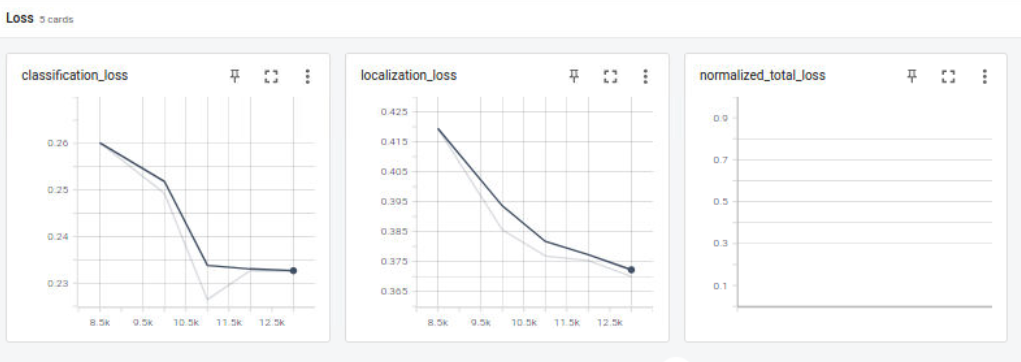 Loss 5 cards
classification_loss
0.26
0.25
0.24
0.23
8.5k 9.5k 10.5k 11.5k 12.5k
localization_loss
0.425
0.415
0.405
0.395
0.385
0.375
0.365
8.5k 9.5k 10.5k 11.5k 12.5k
normalized_total_loss
0.9
0.7
0.5
0.3
0.1